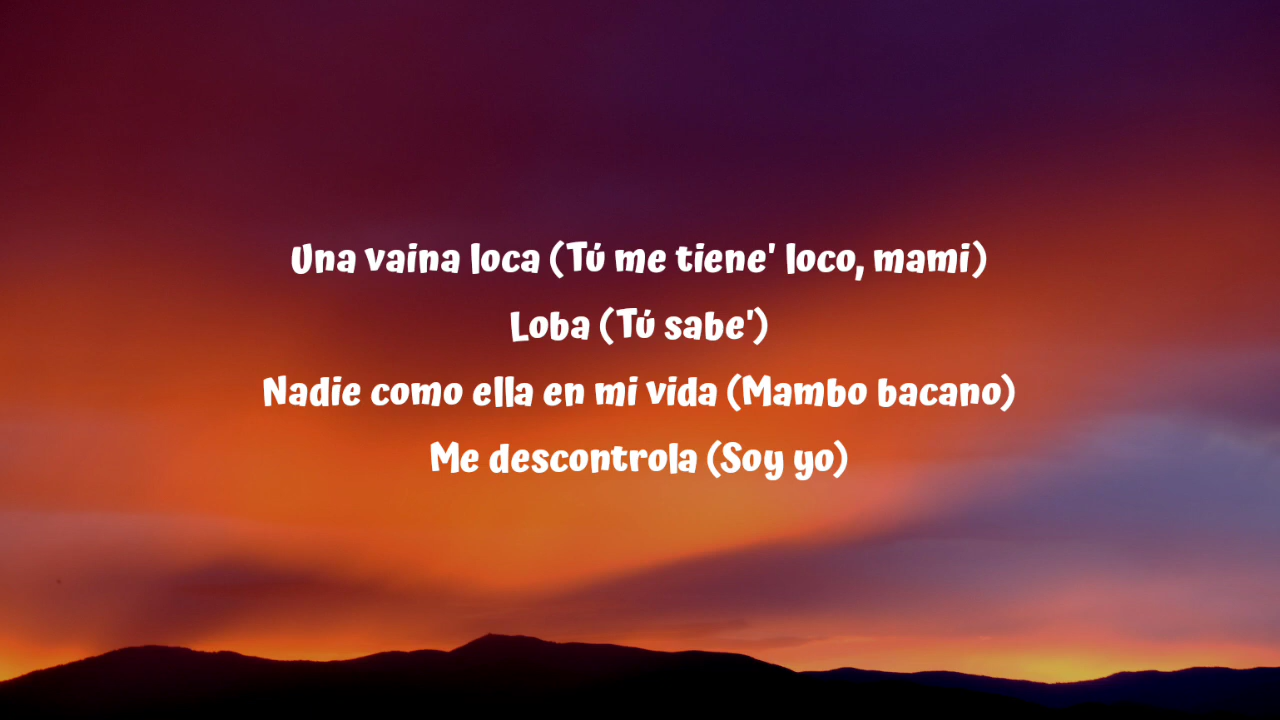 Una vaina loca (Tú me tiene' loco, mami)
Loba (Tú sabe')
Nadie como ella en mi vida (Mambo bacano)
Me descontrola (Soy yo)